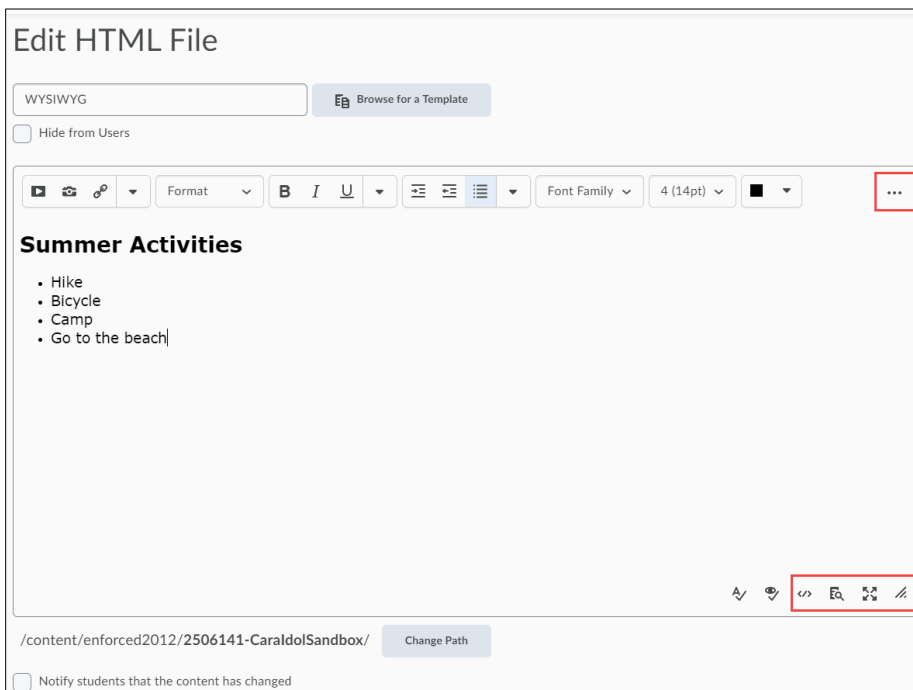 Edit HTML File
WYSIWYG
Browse for a Template
Hide from Users
Format
B I U
Font Family
4 (14pt)
...
Summer Activities
• Hike
• Bicycle
• Camp
• Go to the beach
/content/enforced2012/2506141-CaraIdolSandbox/
Change Path
Notify students that the content has changed